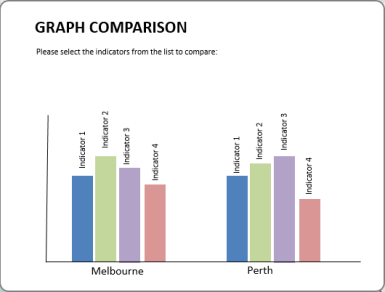 GRAPH COMPARISON
Please select the indicators from the list to compare:
Indicator 1
Indicator 2
Indicator 3
Indicator 4
Indicator 1
Indicator 2
Indicator 3
Indicator 4
Melbourne
Perth